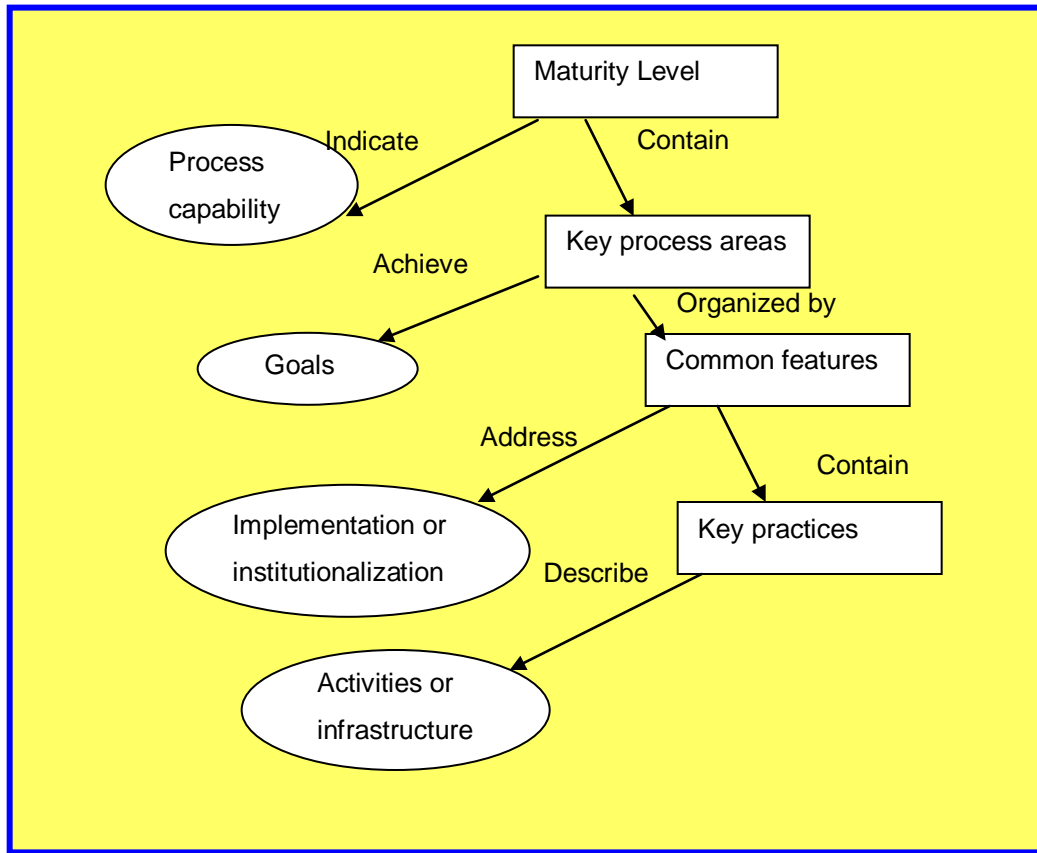 Maturity Level
Indicate
Contain
Process
capability
Key process areas
Achieve
Organized by
Goals
Common features
Address
Contain
Implementation or
institutionalization
Key practices
Describe
Activities or
infrastructure